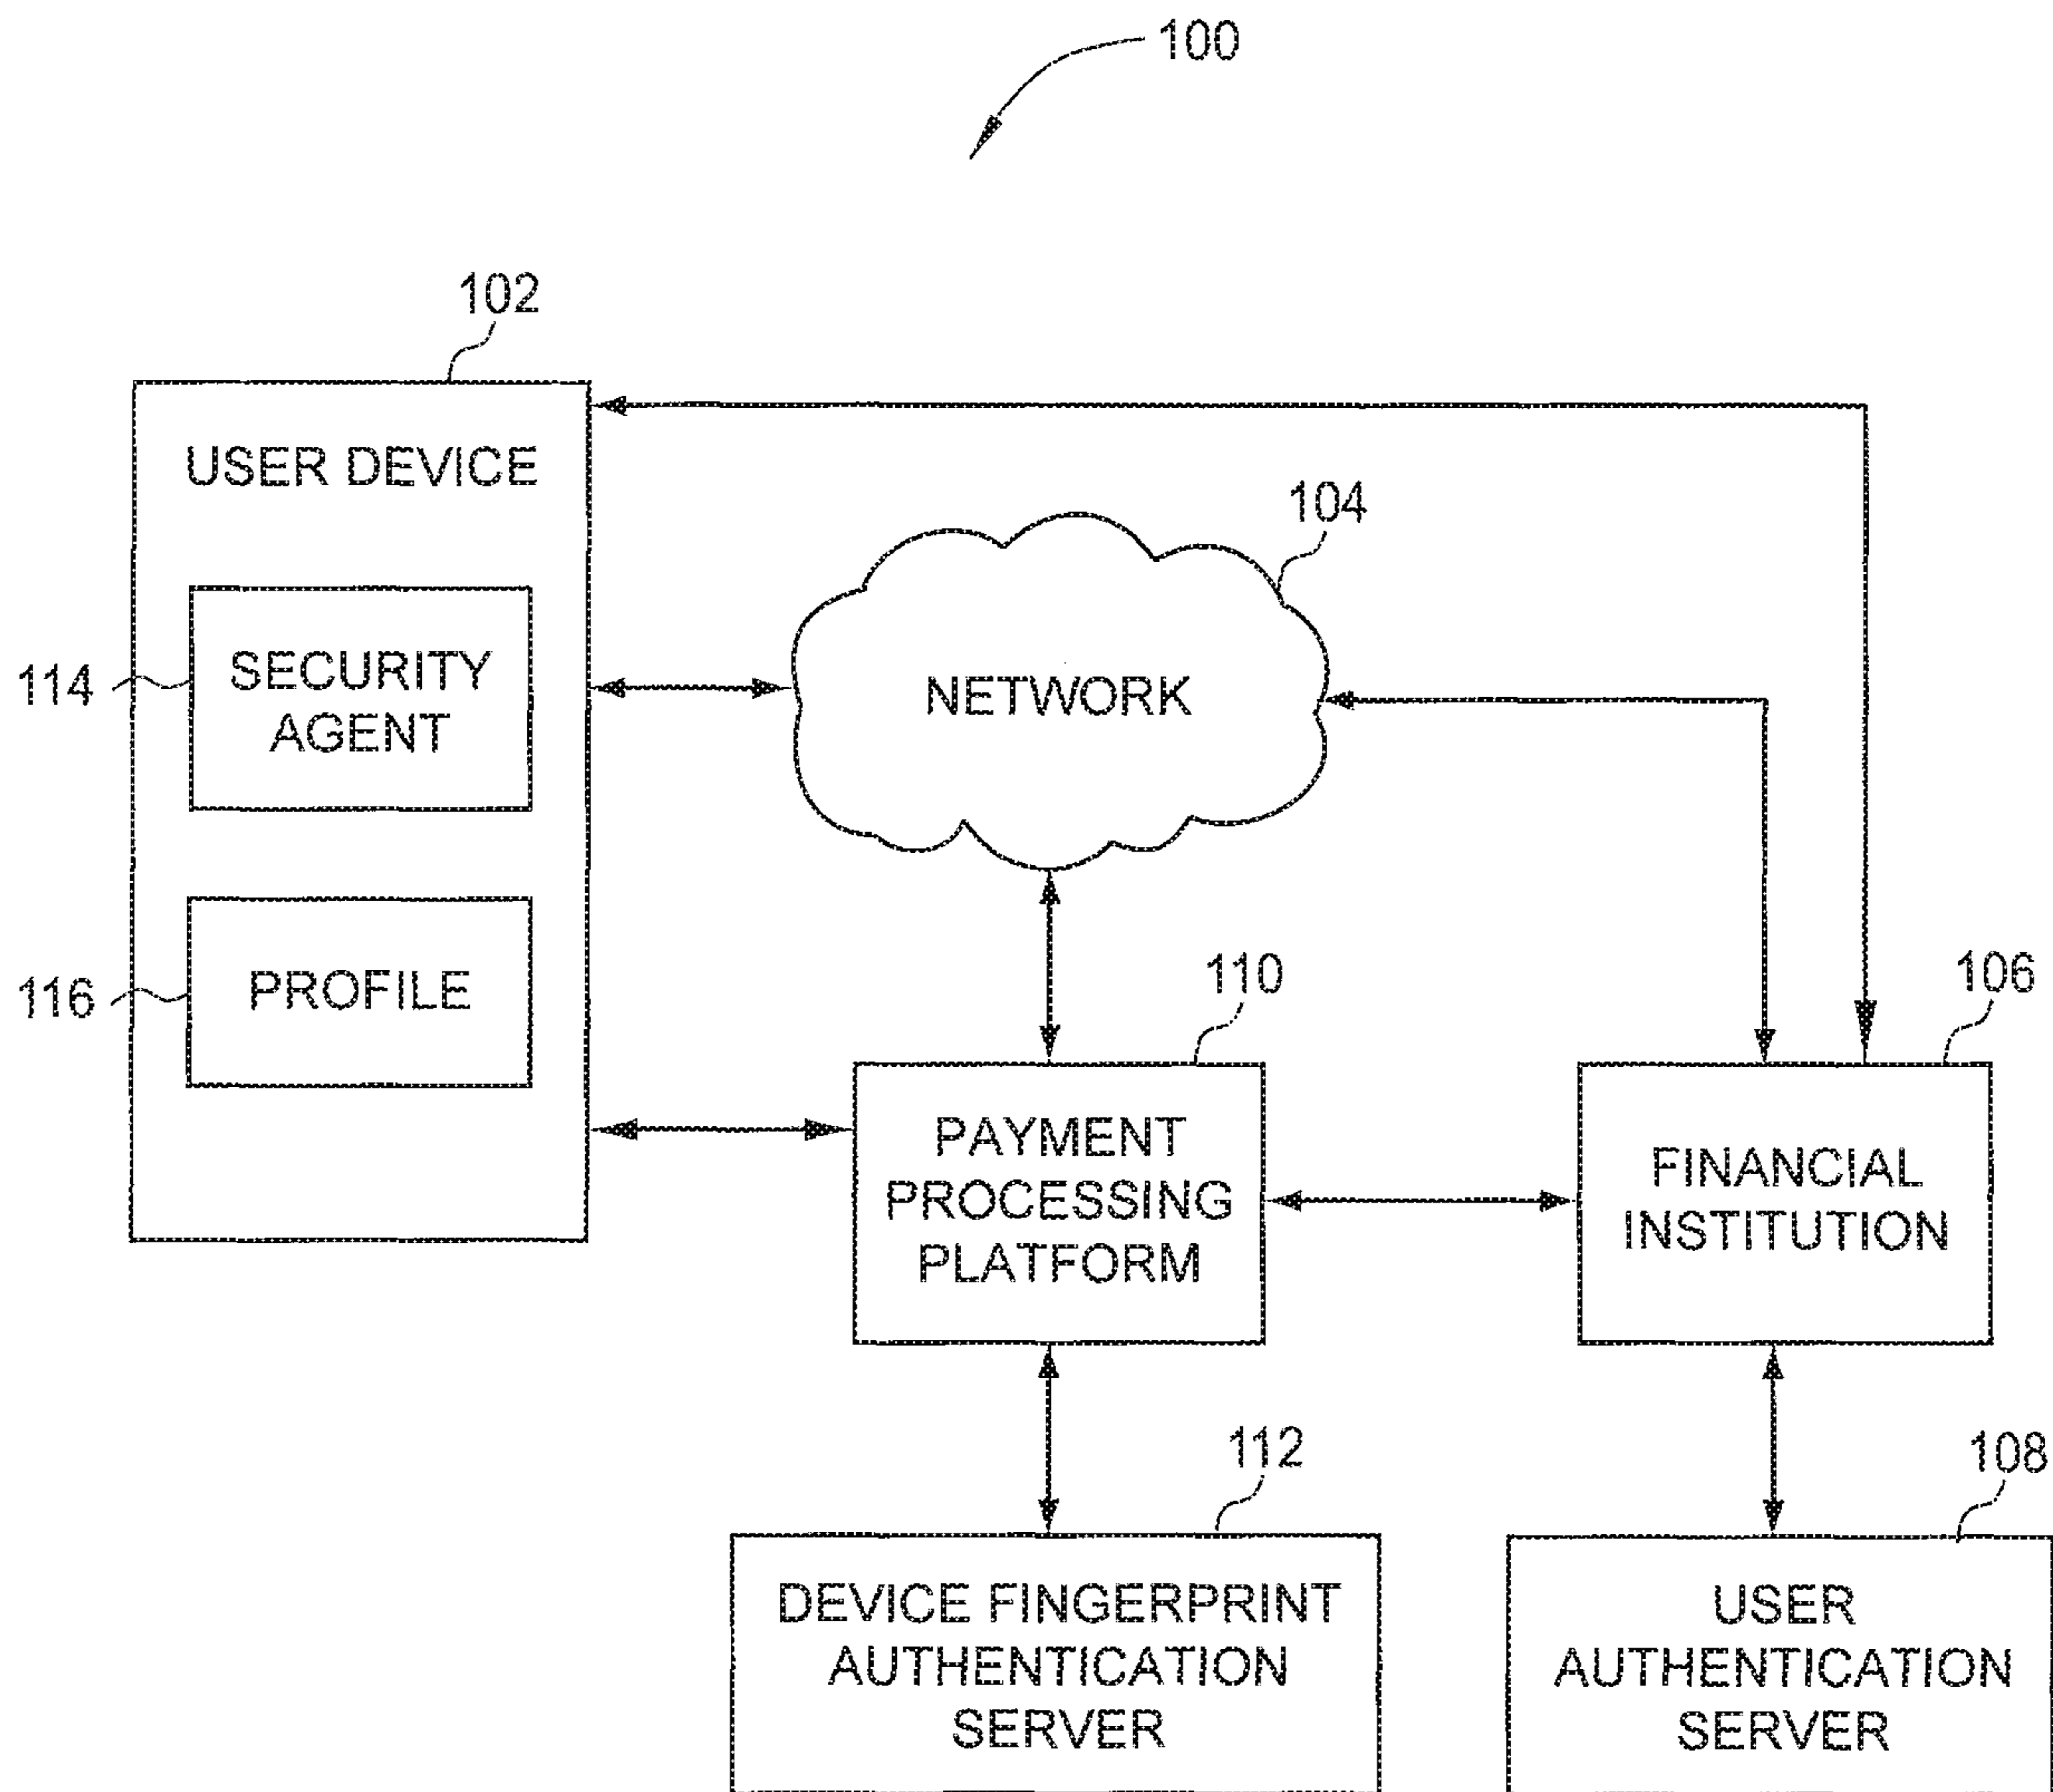 100
102
USER DEVICE
104
114
SECURITY
AGENT
NETWORK
116
PROFILE
110
106
PAYMENT
PROCESSING
PLATFORM
FINANCIAL
INSTITUTION
112
108
DEVICE FINGERPRINT
AUTHENTICATION
SERVER
USER
AUTHENTICATION
SERVER